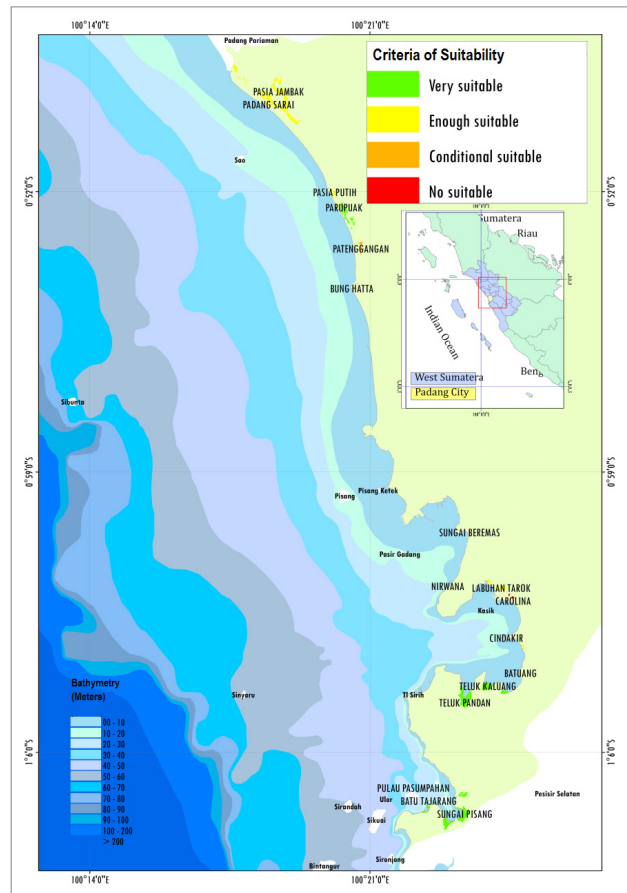 100°14'0"E
100°21'0"E
Padang Pariaman
Criteria of Suitability
Very suitable
Enough suitable
Conditional suitable
No suitable
PASIA JAMBAK
PADANG SARAI
Sao
0°52'0"S
0°52'0"S
PASIA PUTIH
PARUPUAK
PATENGGANGAN
BUNG HATTA
Sumatera
Riau
Indian Ocean
Beng
West Sumatera
Padang City
Sibunta
0°59'0"S
0°59'0"S
Pisang
Pisang Ketek
SUNGAI BEREMAS
Pasir Gadang
NIRWANA
LABUHAN TAROK
CAROLINA
Kasik
CINDAKIR
BATUANG
TELUK KALUANG
TELUK PANDAN
Tl Sirih
Sinyaru
Bathymetry
(Meters)
00 - 10
10 - 20
20 - 30
30 - 40
40 - 50
50 - 60
60 - 70
70 - 80
80 - 90
90 - 100
100 - 200
> 200
1°6'0"S
1°6'0"S
PULAU PASUMPAHAN
Ular
BATU TAJARANG
SUNGAI PISANG
Pesisir Selatan
Sirandah
Sikuai
Sironjong
Bintangur
100°14'0"E
100°21'0"E